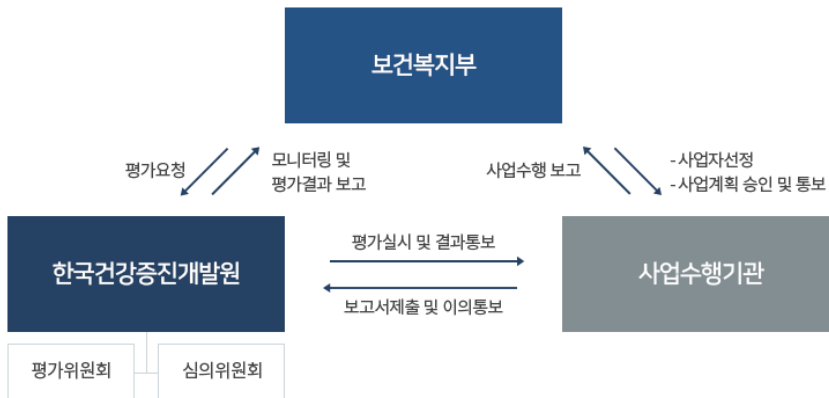 보건복지부
평가요청
모니터링 및
평가결과 보고
사업수행 보고
- 사업자선정
- 사업계획 승인 및 통보
한국건강증진개발원
평가실시 및 결과통보
보고서제출 및 이의통보
사업수행기관
평가위원회
심의위원회